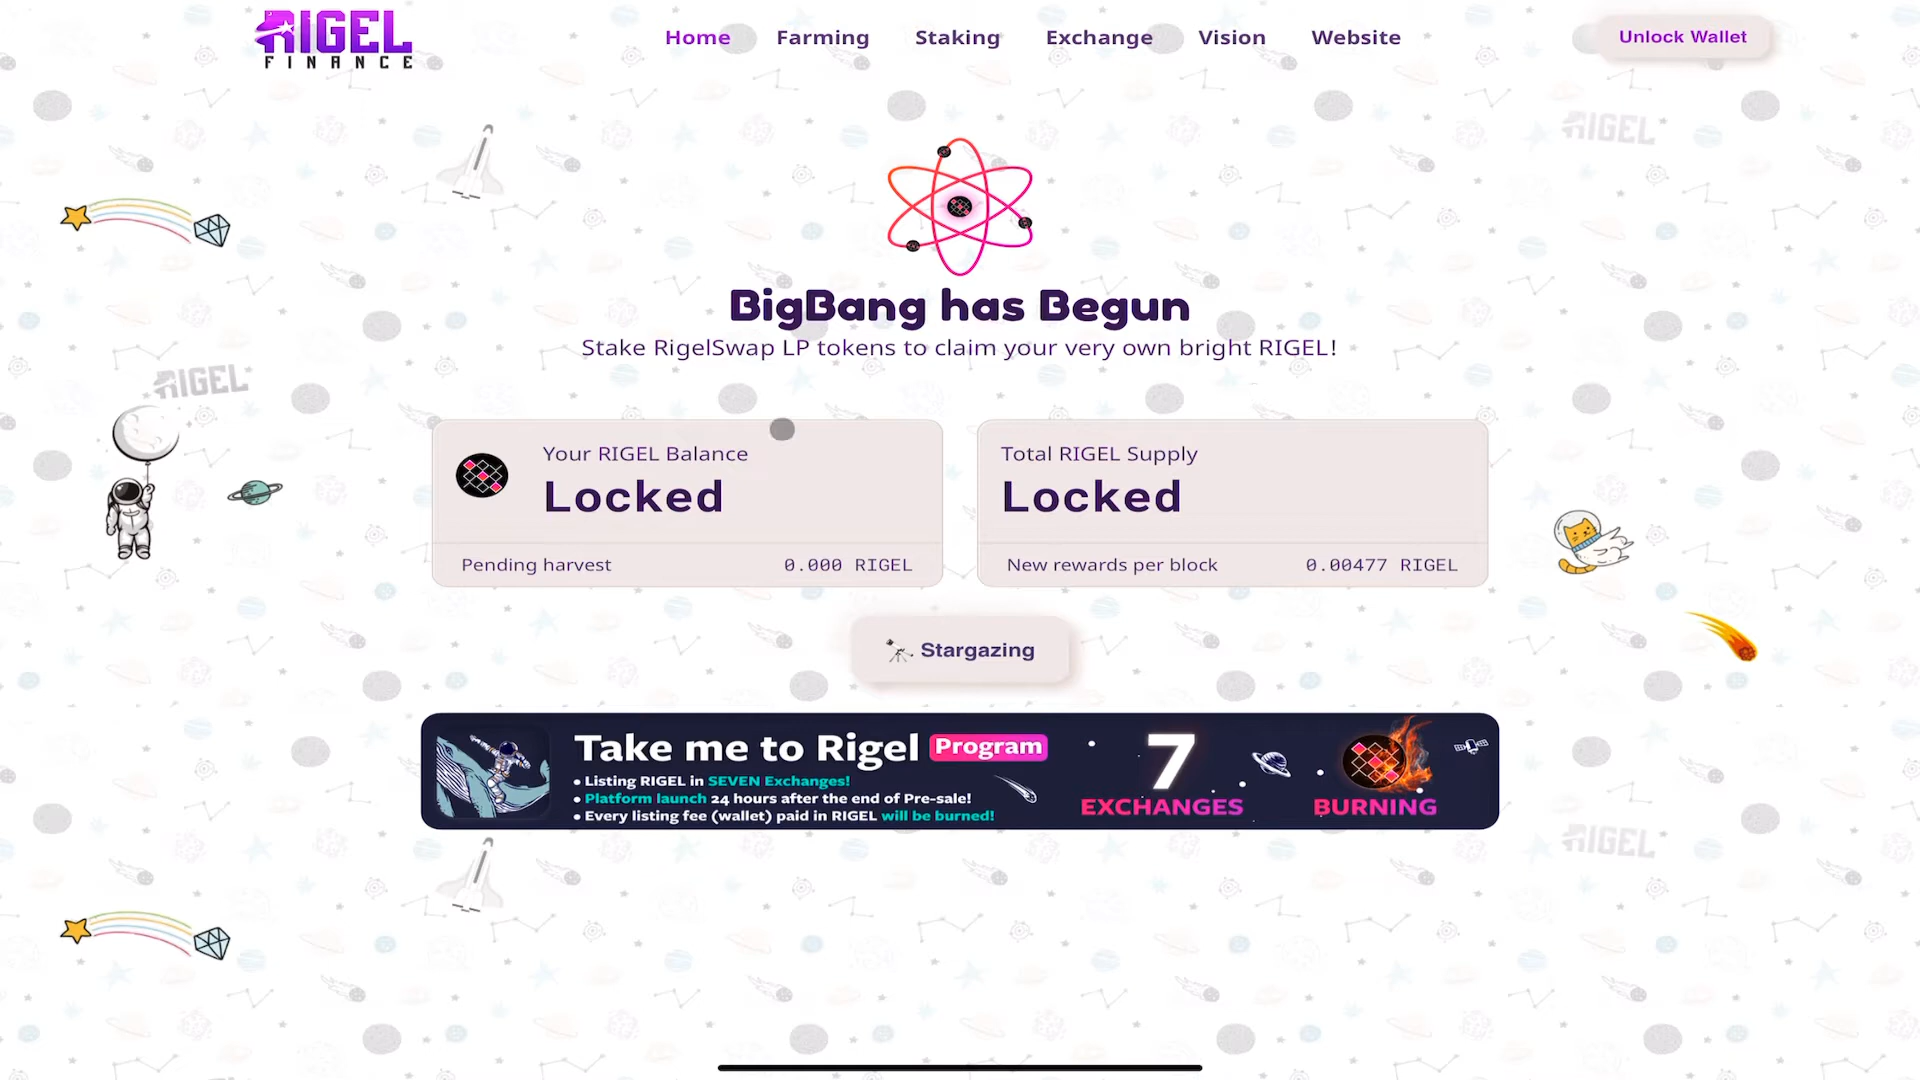 RIGEL
FINANCE
Home
Farming
Staking
Exchange
Vision
Website
Unlock Wallet
RIGEL
BigBang has Begun
Stake RigelSwap LP tokens to claim your very own bright RIGEL!
RIGEL
Your RIGEL Balance
Locked
Pending harvest
0.000 RIGEL
Total RIGEL Supply
Locked
New rewards per block
0.00477 RIGEL
Stargazing
Take me to Rigel Program
• Listing RIGEL in SEVEN Exchanges!
• Platform launch 24 hours after the end of Pre-sale!
• Every listing fee (wallet) paid in RIGEL will be burned!
7
EXCHANGES
BURNING
RIGEL